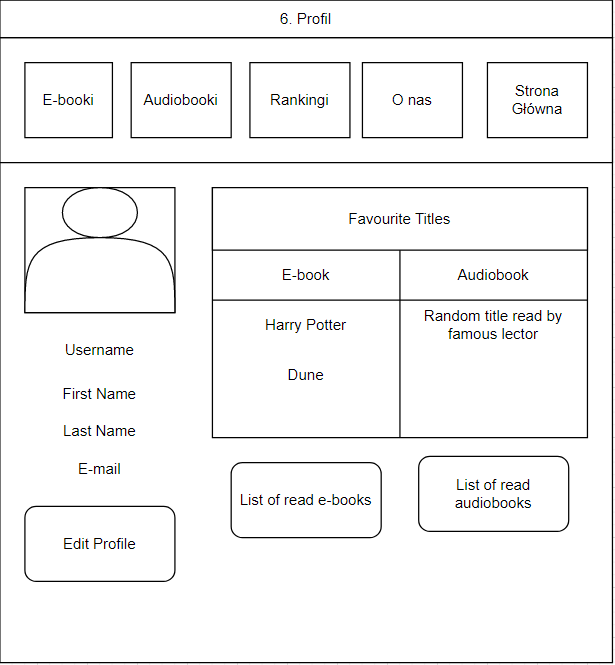 6. Profil
E-booki
Audiobooki
Rankingi
O nas
Strona
Główna
Favourite Titles
E-book
Audiobook
Harry Potter
Dune
Random title read by
famous lector
Username
First Name
Last Name
E-mail
Edit Profile
List of read e-books
List of read
audiobooks